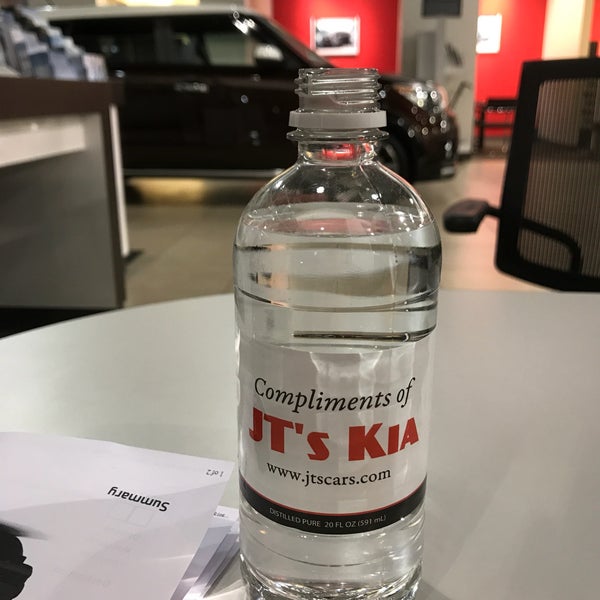 Compliments of
JT's KIA
www.jtscars.com
DISTILLED PURE 20 FL OZ (591 mL)
1 of 2
Summary